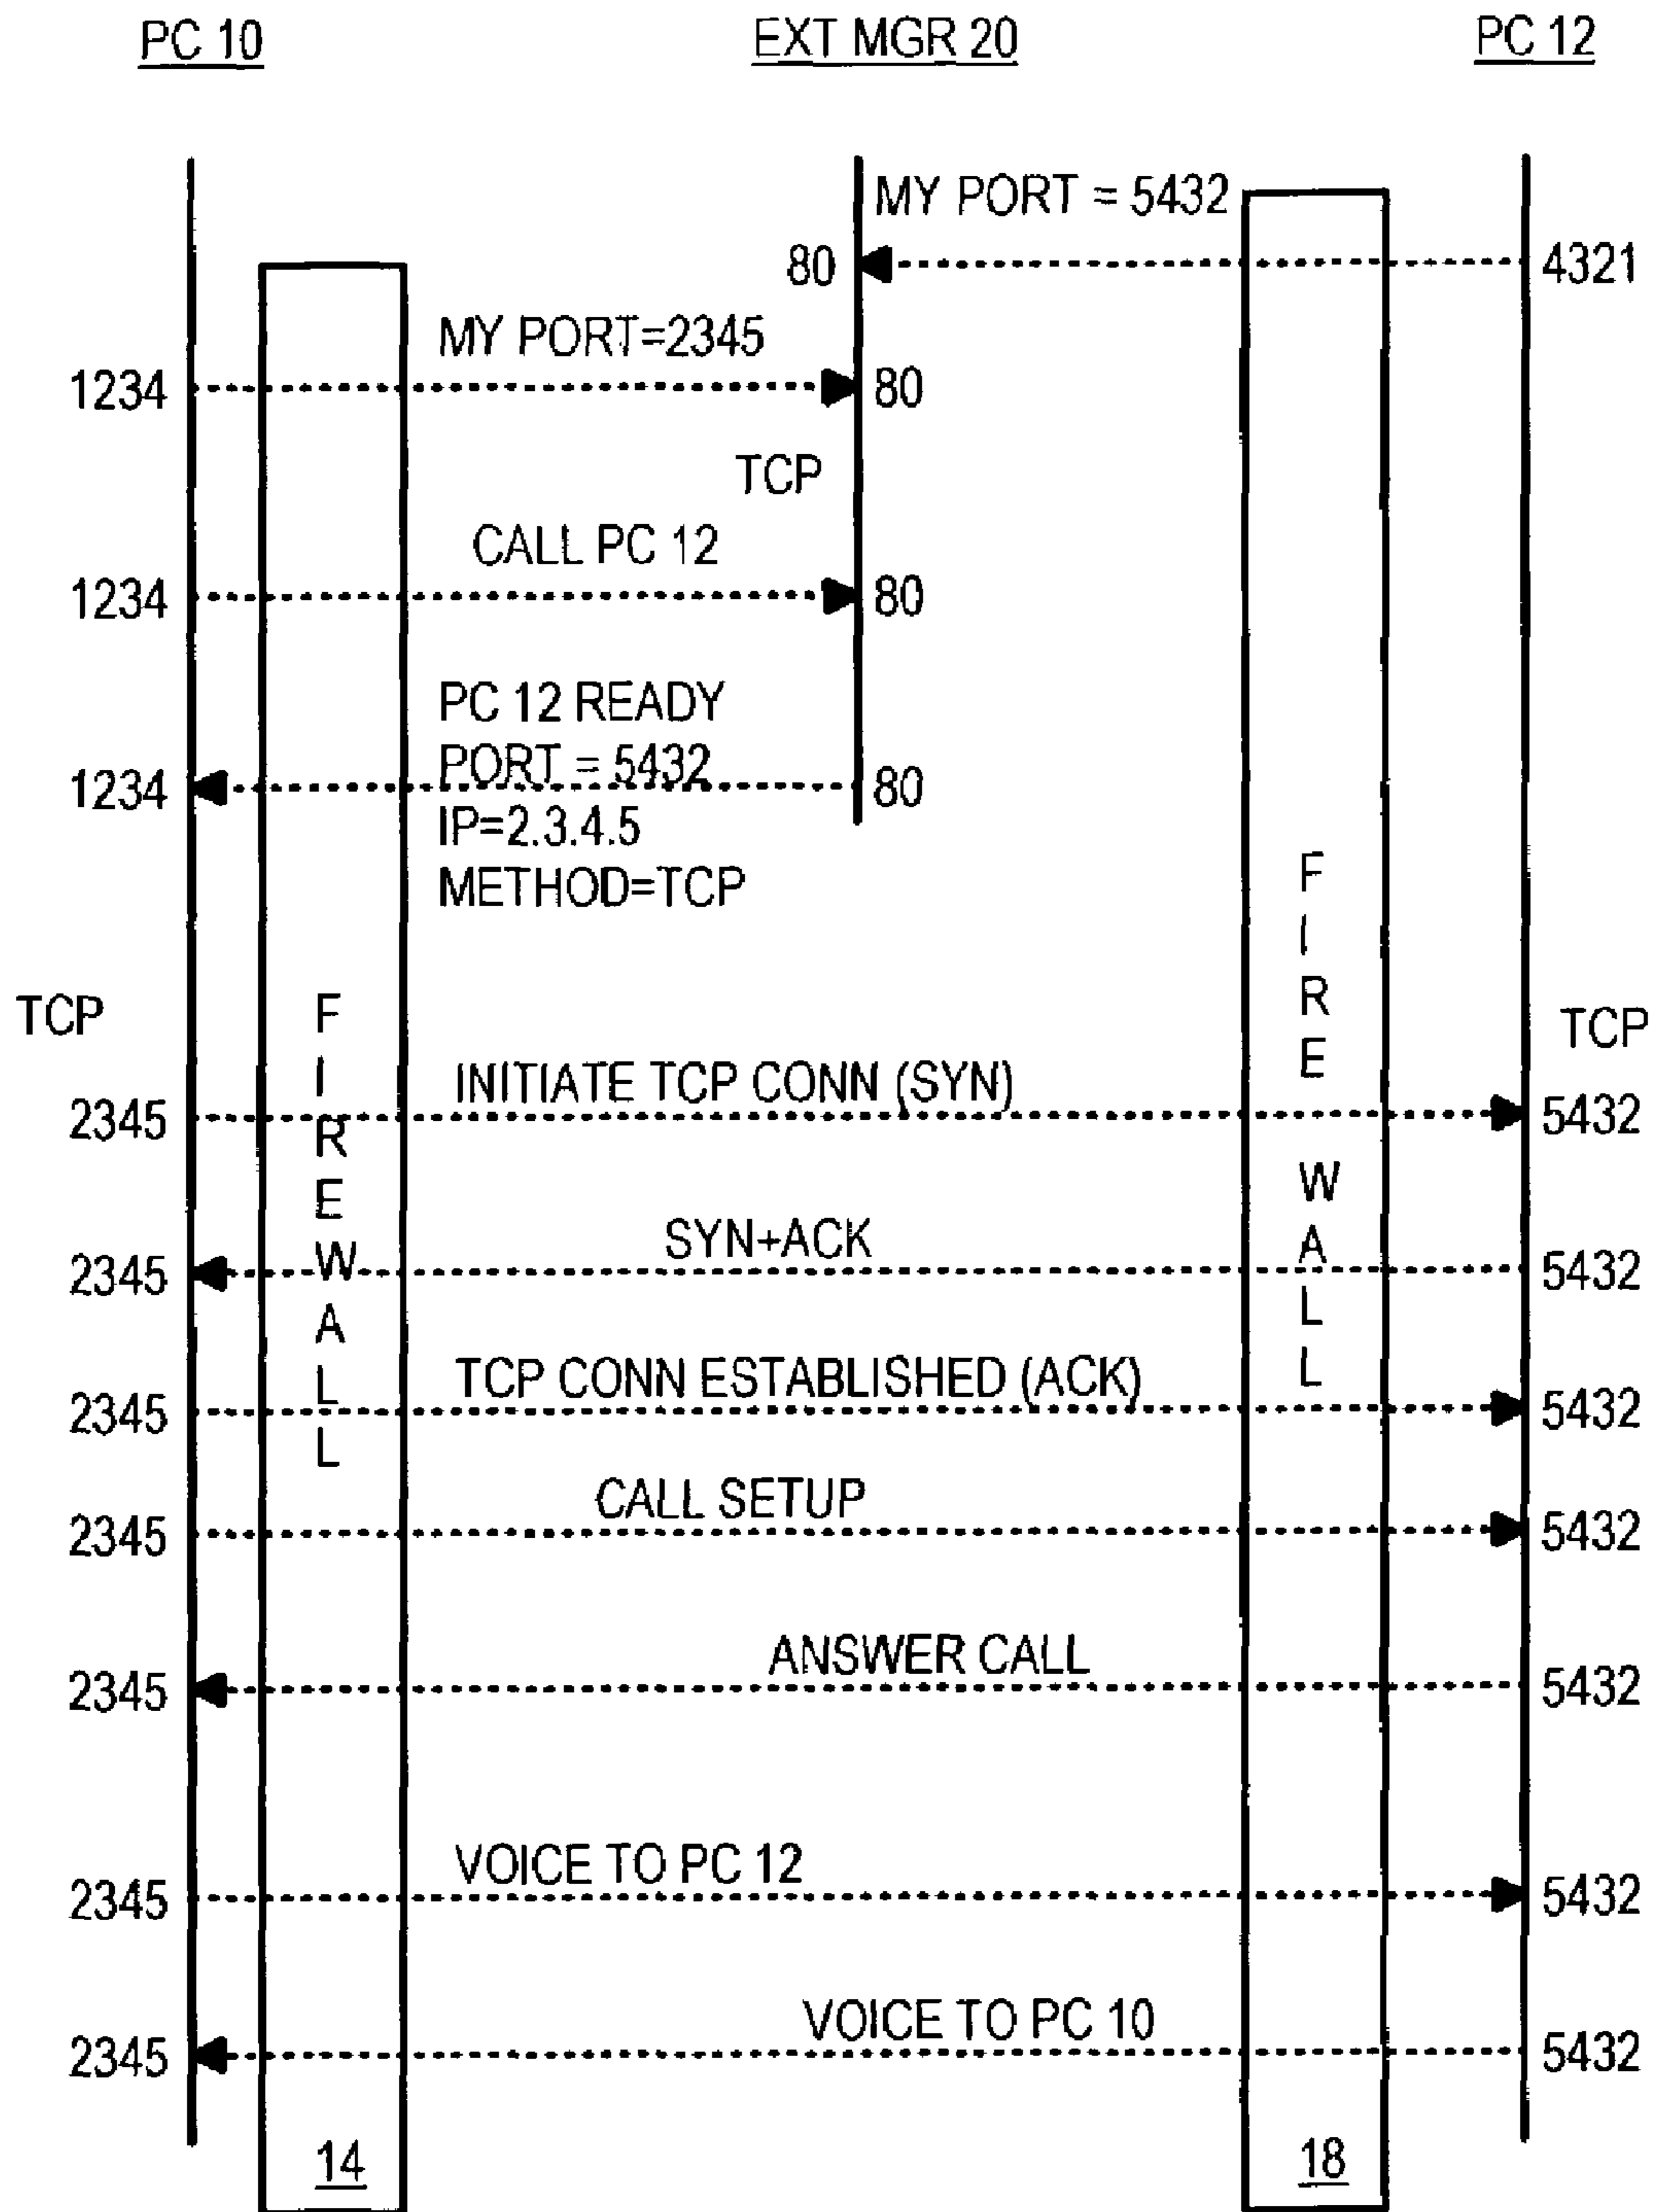 PC 10 EXT MGR 20 PC 12
MY PORT = 5432
80 4321
MY PORT=2345
1234 80
TCP
CALL PC 12
1234 80
PC 12 READY
PORT = 5432
1234 80
IP=2.3.4.5
METHOD=TCP
TCP TCP
FIREWALL
FIRE WALL
INITIATE TCP CONN (SYN)
2345 5432
SYN+ACK
2345 5432
TCP CONN ESTABLISHED (ACK)
2345 5432
CALL SETUP
2345 5432
ANSWER CALL
2345 5432
VOICE TO PC 12
2345 5432
VOICE TO PC 10
2345 5432
14 18